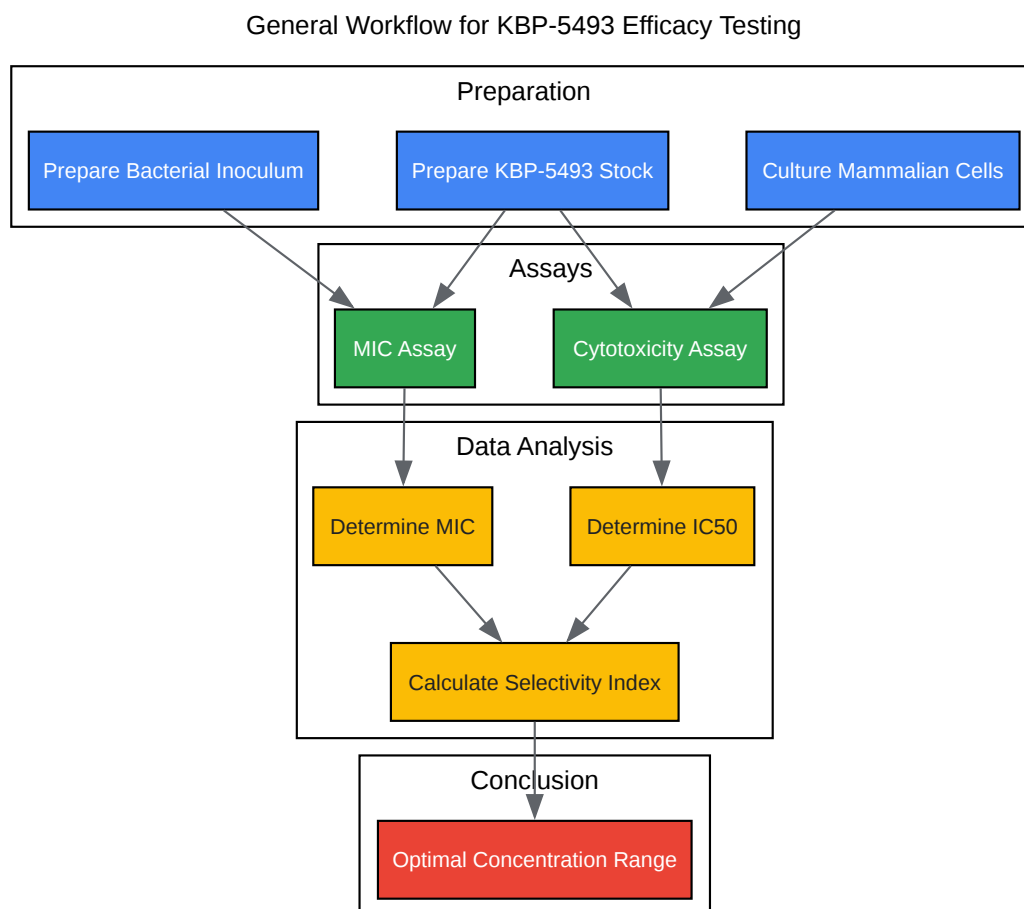 General Workflow for KBP-5493 Efficacy Testing
Preparation
Prepare Bacterial Inoculum
Prepare KBP-5493 Stock
Culture Mammalian Cells
Assays
MIC Assay
Cytotoxicity Assay
Data Analysis
Determine MIC
Determine IC50
Calculate Selectivity Index
Conclusion
Optimal Concentration Range